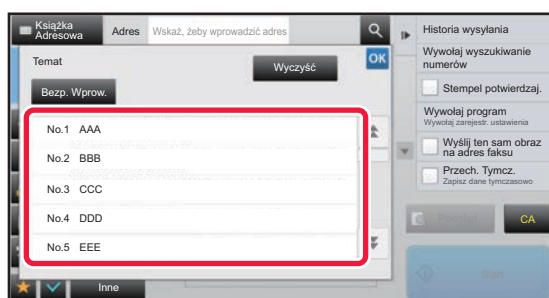 Książka
Adresowa
Adres
Wskaż, żeby wprowadzić adres
Temat
Wyczyść
OK
Bezp. Wprow.
No.1 AAA
No.2 BBB
No.3 CCC
No.4 DDD
No.5 EEE
Inne
Historia wysyłania
Wywołaj wyszukiwanie
numerów
Stempel potwierdzaj.
Wywołaj program
Wywołaj zarejestr. ustawienia
Wyślij ten sam obraz
na adres faksu
Przech. Tymcz.
Zapisz dane tymczasowo
CA
Start